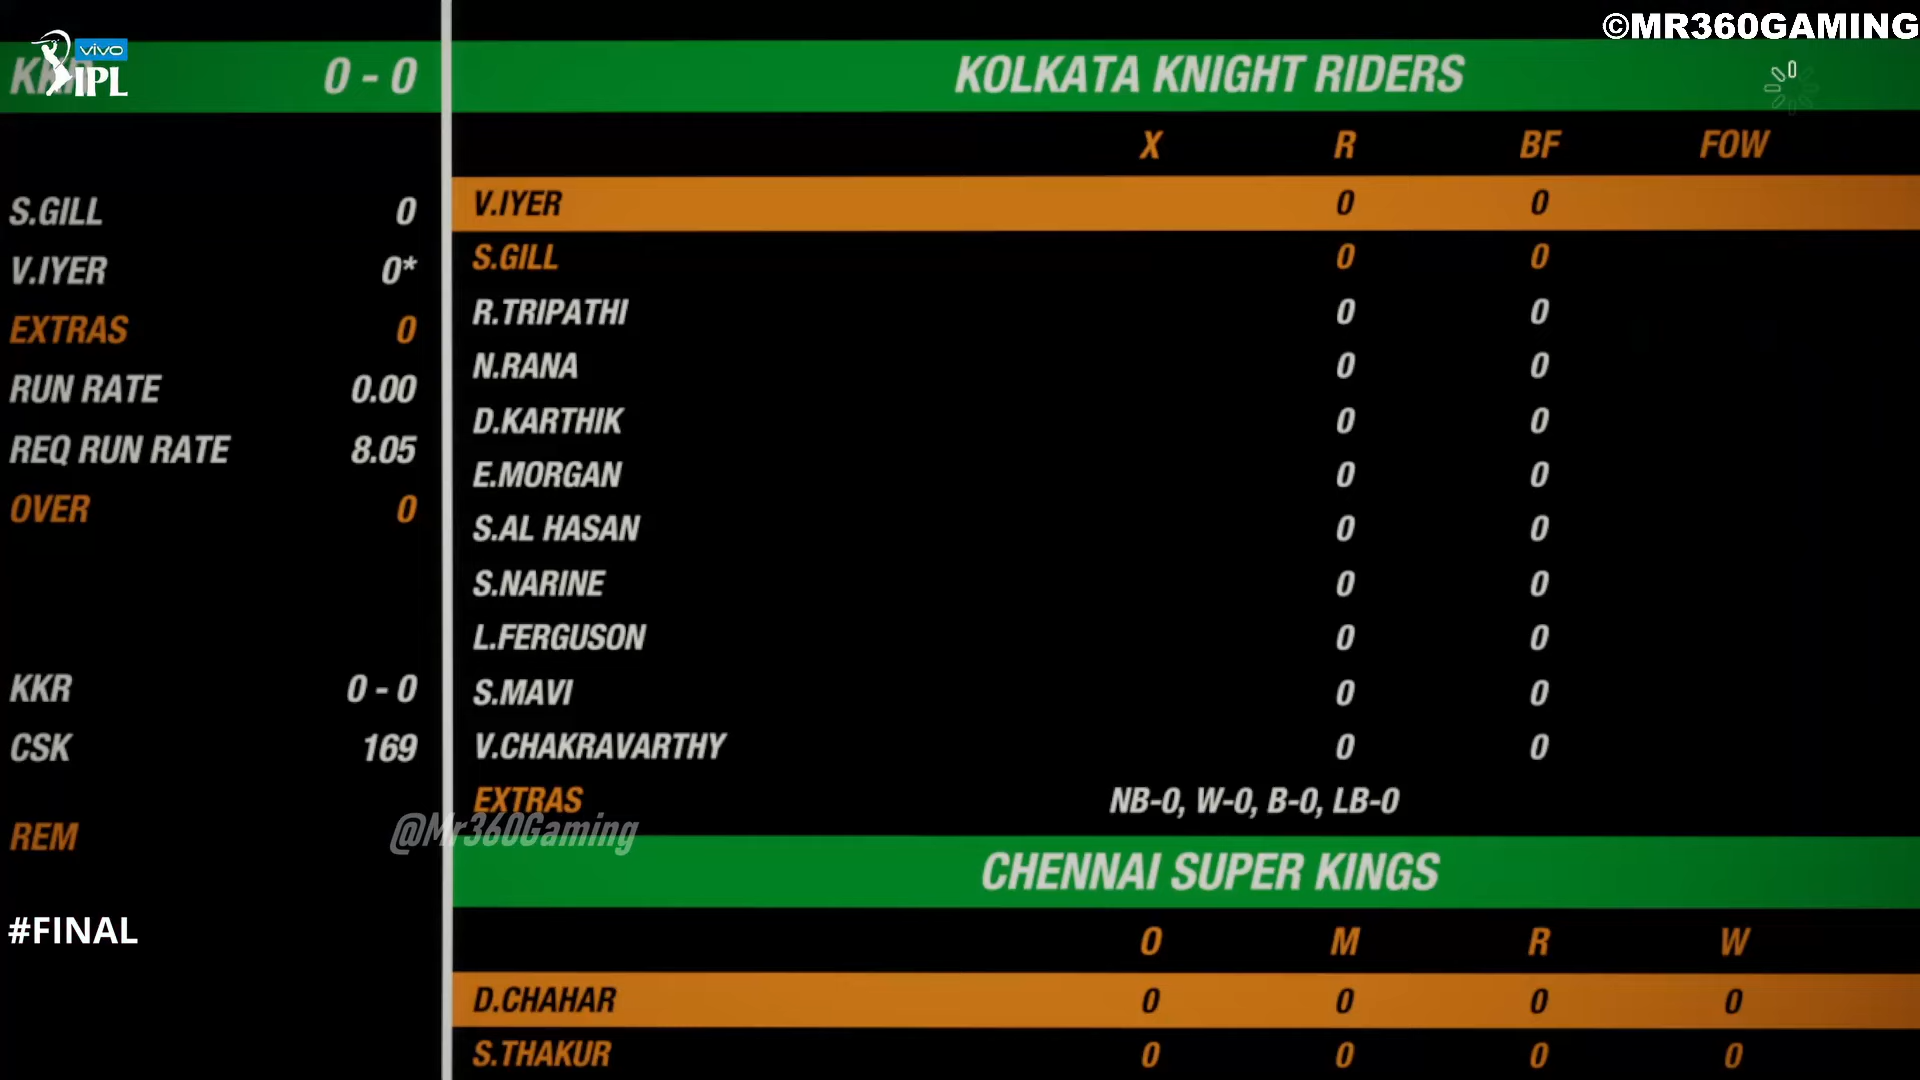 ©MR360GAMING
vivo
IPL
KKR 0 - 0
S.GILL 0
V.IYER 0*
EXTRAS 0
RUN RATE 0.00
REQ RUN RATE 8.05
OVER 0
KKR 0 - 0
CSK 169
REM
#FINAL
KOLKATA KNIGHT RIDERS
X R BF FOW
V.IYER 0 0
S.GILL 0 0
R.TRIPATHI 0 0
N.RANA 0 0
D.KARTHIK 0 0
E.MORGAN 0 0
S.AL HASAN 0 0
S.NARINE 0 0
L.FERGUSON 0 0
S.MAVI 0 0
V.CHAKRAVARTHY 0 0
EXTRAS NB-0, W-0, B-0, LB-0
@Mr360Gaming
CHENNAI SUPER KINGS
O M R W
D.CHAHAR 0 0 0 0
S.THAKUR 0 0 0 0